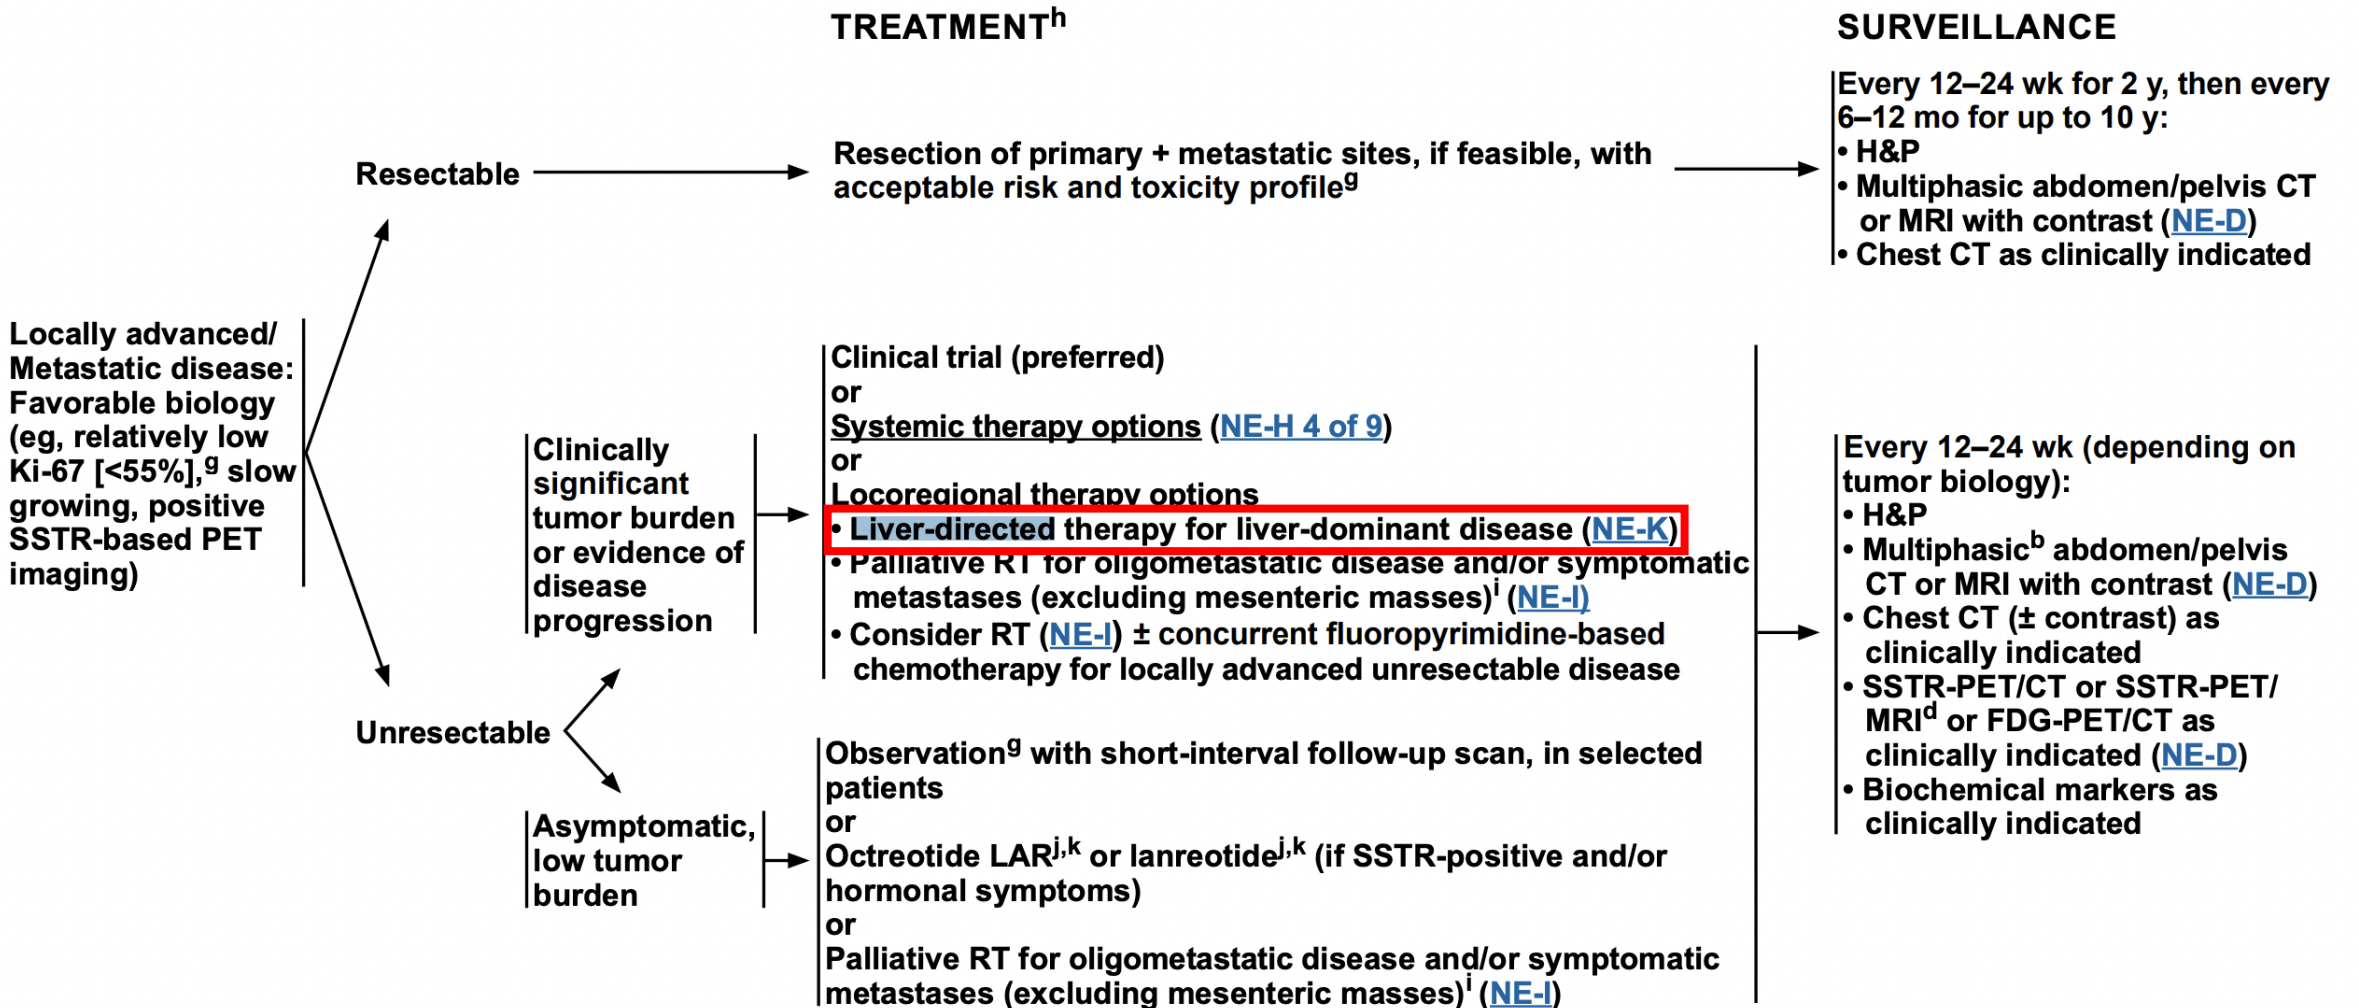 TREATMENTh
SURVEILLANCE
Locally advanced/
Metastatic disease:
Favorable biology
(eg, relatively low
Ki-67 [<55%],g slow
growing, positive
SSTR-based PET
imaging)
Resectable
Resection of primary + metastatic sites, if feasible, with
acceptable risk and toxicity profileg
Every 12–24 wk for 2 y, then every
6–12 mo for up to 10 y:
• H&P
• Multiphasic abdomen/pelvis CT
or MRI with contrast (NE-D)
• Chest CT as clinically indicated
Unresectable
Clinically
significant
tumor burden
or evidence of
disease
progression
Clinical trial (preferred)
or
Systemic therapy options (NE-H 4 of 9)
or
Locoregional therapy options
• Liver-directed therapy for liver-dominant disease (NE-K)
• Palliative RT for oligometastatic disease and/or symptomatic
metastases (excluding mesenteric masses)i (NE-I)
• Consider RT (NE-I) ± concurrent fluoropyrimidine-based
chemotherapy for locally advanced unresectable disease
Asymptomatic,
low tumor
burden
Observationg with short-interval follow-up scan, in selected
patients
or
Octreotide LARj,k or lanreotidej,k (if SSTR-positive and/or
hormonal symptoms)
or
Palliative RT for oligometastatic disease and/or symptomatic
metastases (excluding mesenteric masses)i (NE-I)
Every 12–24 wk (depending on
tumor biology):
• H&P
• Multiphasicb abdomen/pelvis
CT or MRI with contrast (NE-D)
• Chest CT (± contrast) as
clinically indicated
• SSTR-PET/CT or SSTR-PET/
MRId or FDG-PET/CT as
clinically indicated (NE-D)
• Biochemical markers as
clinically indicated